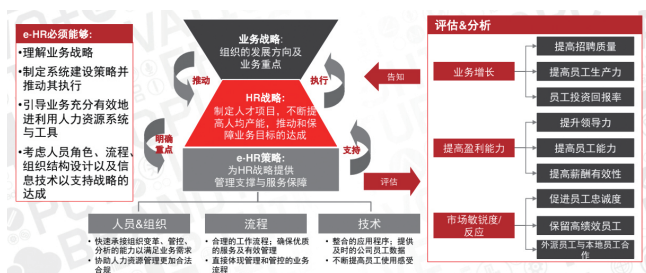 e-HR必须能够:
•理解业务战略
•制定系统建设策略并
推动其执行
•引导业务充分有效地
进利用人力资源系统
与工具
•考虑人员角色、流程、
组织结构设计以及信
息技术以支持战略的
达成
业务战略:
组织的发展方向及
业务重点
推动
执行
HR战略:
制定人才项目，不断提
高人均产能，推动和保
障业务目标的达成
明确
重点
支持
e-HR策略:
为HR战略提供
管理支撑与服务保障
人员&组织
• 快速承接组织变革、管控、
分析的能力以满足业务需求
• 协助人力资源管理更加合法
合规
流程
• 合理的工作流程；确保优质
的服务及有效管理
• 直接体现管理和管控的业务
流程
技术
• 整合的应用程序；提供
及时的公司员工数据
• 不断提高员工使用感受
告知
评估
评估&分析
业务增长
提高招聘质量
提高员工生产力
员工投资回报率
提高盈利能力
提升领导力
提高员工能力
提高薪酬有效性
市场敏锐度/
反应
促进员工忠诚度
保留高绩效员工
外派员工与本地员工合
作